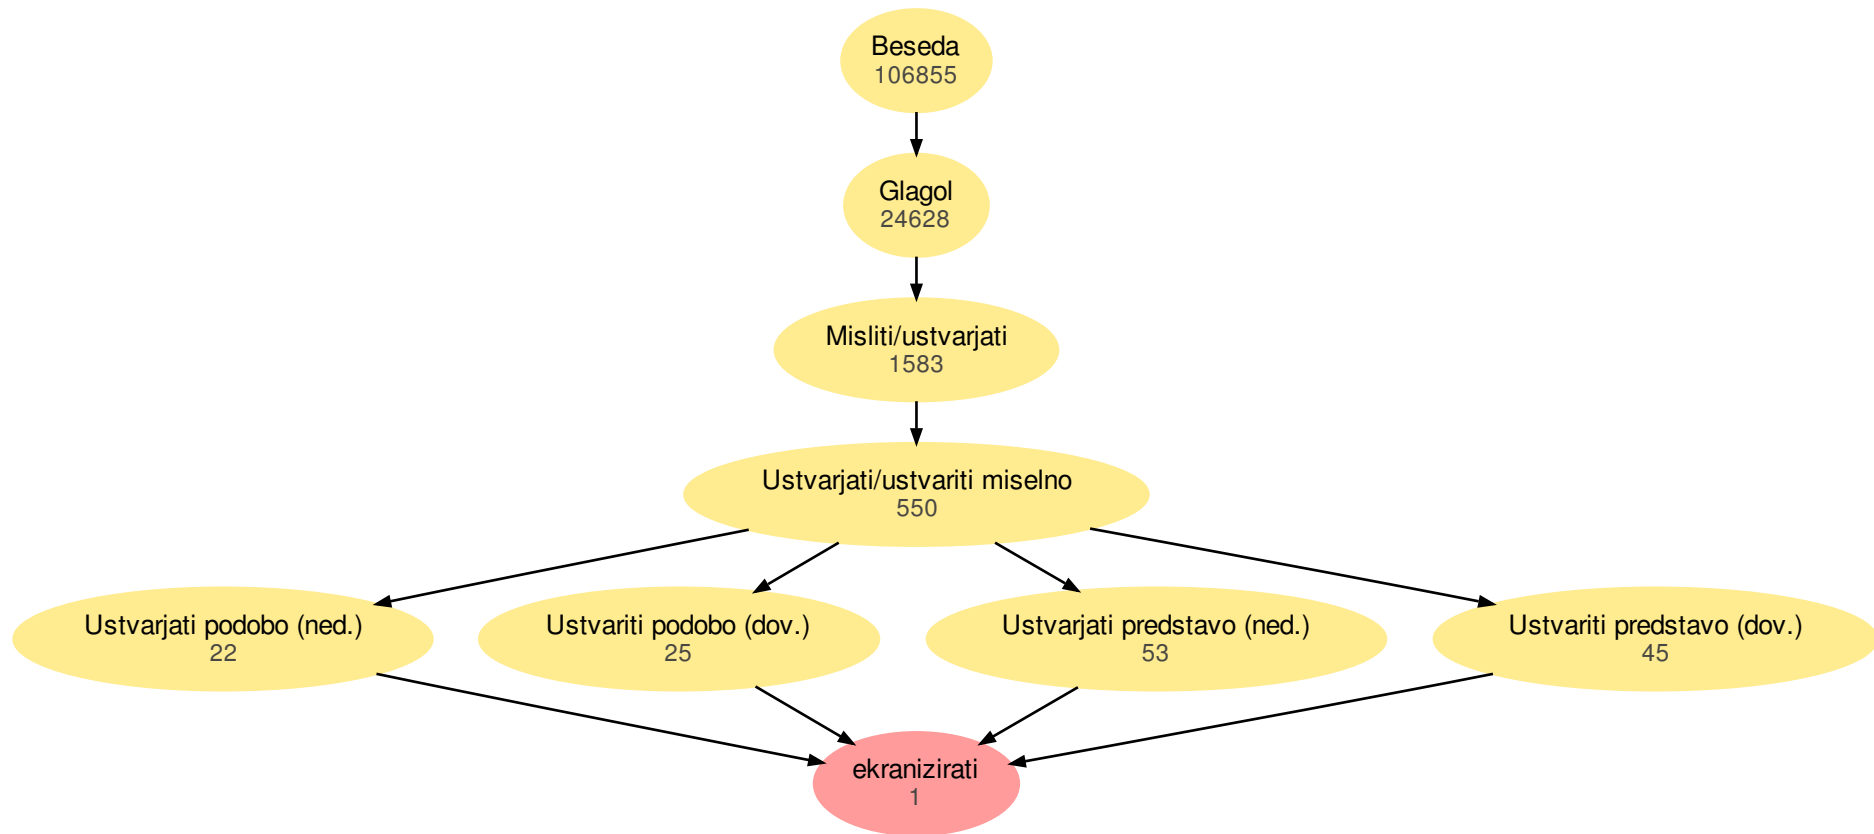 Beseda
106855
Glagol
24628
Misliti/ustvarjati
1583
Ustvarjati/ustvariti miselno
550
Ustvarjati podobo (ned.)
22
Ustvariti podobo (dov.)
25
Ustvarjati predstavo (ned.)
53
Ustvariti predstavo (dov.)
45
ekranizirati
1